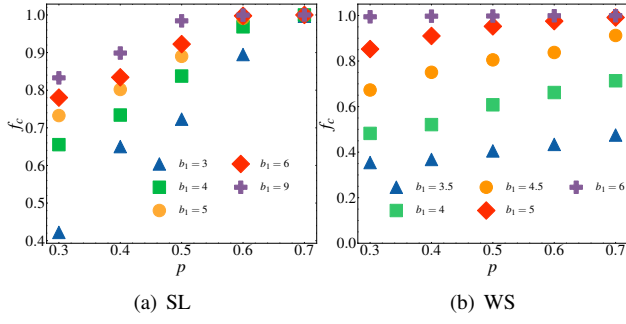 1.0
0.9
0.8
0.7
0.6
0.5
0.4
f_c
b_1 = 3
b_1 = 4
b_1 = 5
b_1 = 6
b_1 = 9
0.3 0.4 0.5 0.6 0.7
p
(a) SL
1.0
0.8
0.6
0.4
0.2
0.0
f_c
b_1 = 3.5
b_1 = 4
b_1 = 4.5
b_1 = 5
b_1 = 6
0.3 0.4 0.5 0.6 0.7
p
(b) WS